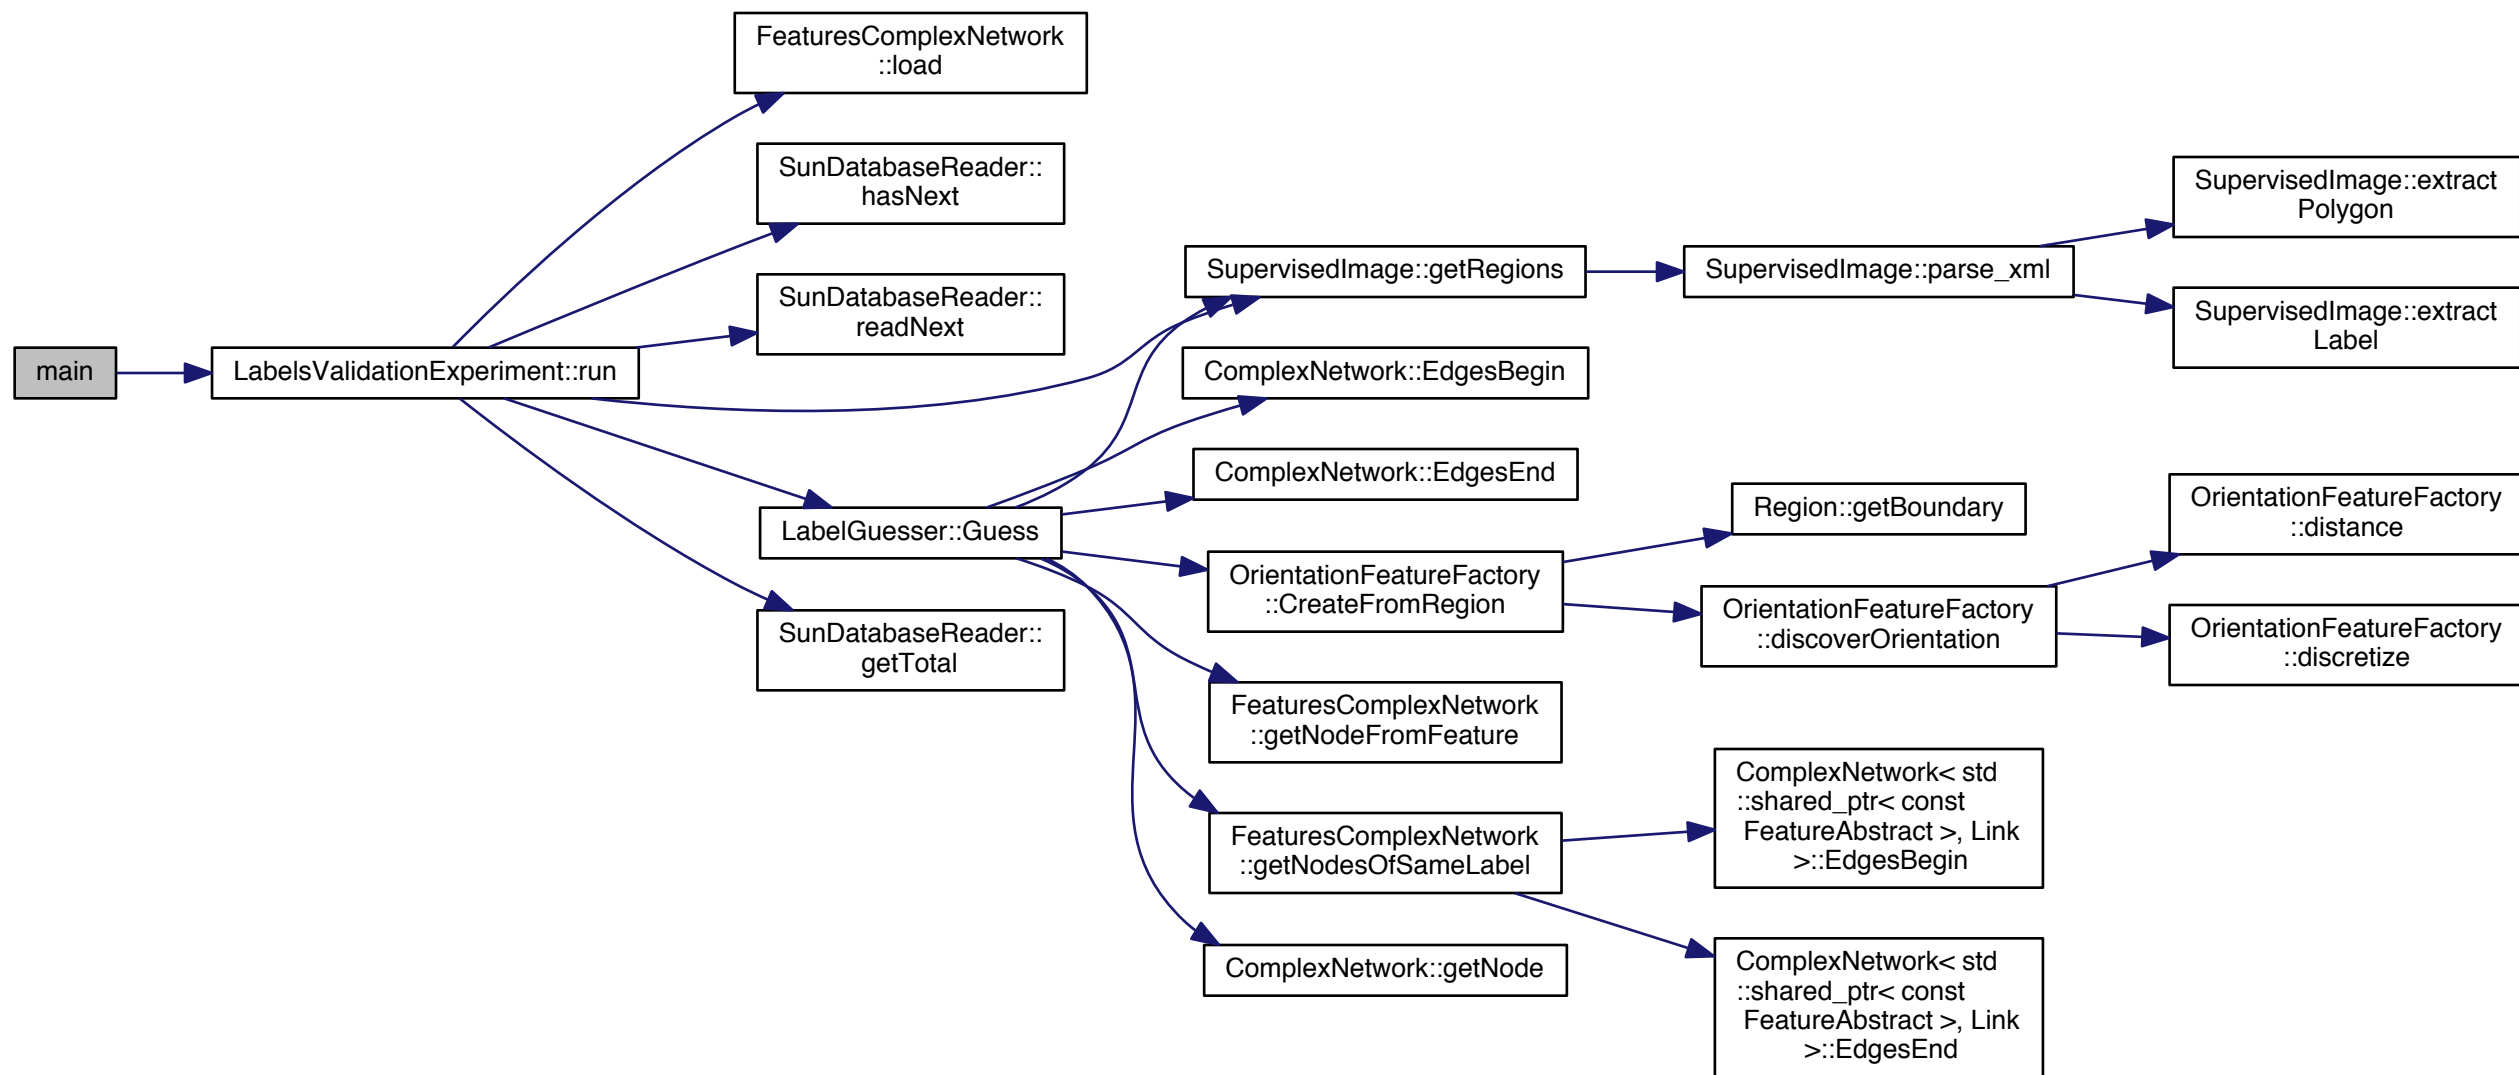 main
LabelsValidationExperiment::run
FeaturesComplexNetwork
::load
SunDatabaseReader::
hasNext
SunDatabaseReader::
readNext
LabelGuesser::Guess
SunDatabaseReader::
getTotal
SupervisedImage::getRegions
ComplexNetwork::EdgesBegin
ComplexNetwork::EdgesEnd
OrientationFeatureFactory
::CreateFromRegion
FeaturesComplexNetwork
::getNodeFromFeature
FeaturesComplexNetwork
::getNodesOfSameLabel
ComplexNetwork::getNode
SupervisedImage::parse_xml
Region::getBoundary
OrientationFeatureFactory
::discoverOrientation
ComplexNetwork< std
::shared_ptr< const
FeatureAbstract >, Link
>::EdgesBegin
ComplexNetwork< std
::shared_ptr< const
FeatureAbstract >, Link
>::EdgesEnd
SupervisedImage::extract
Polygon
SupervisedImage::extract
Label
OrientationFeatureFactory
::distance
OrientationFeatureFactory
::discretize